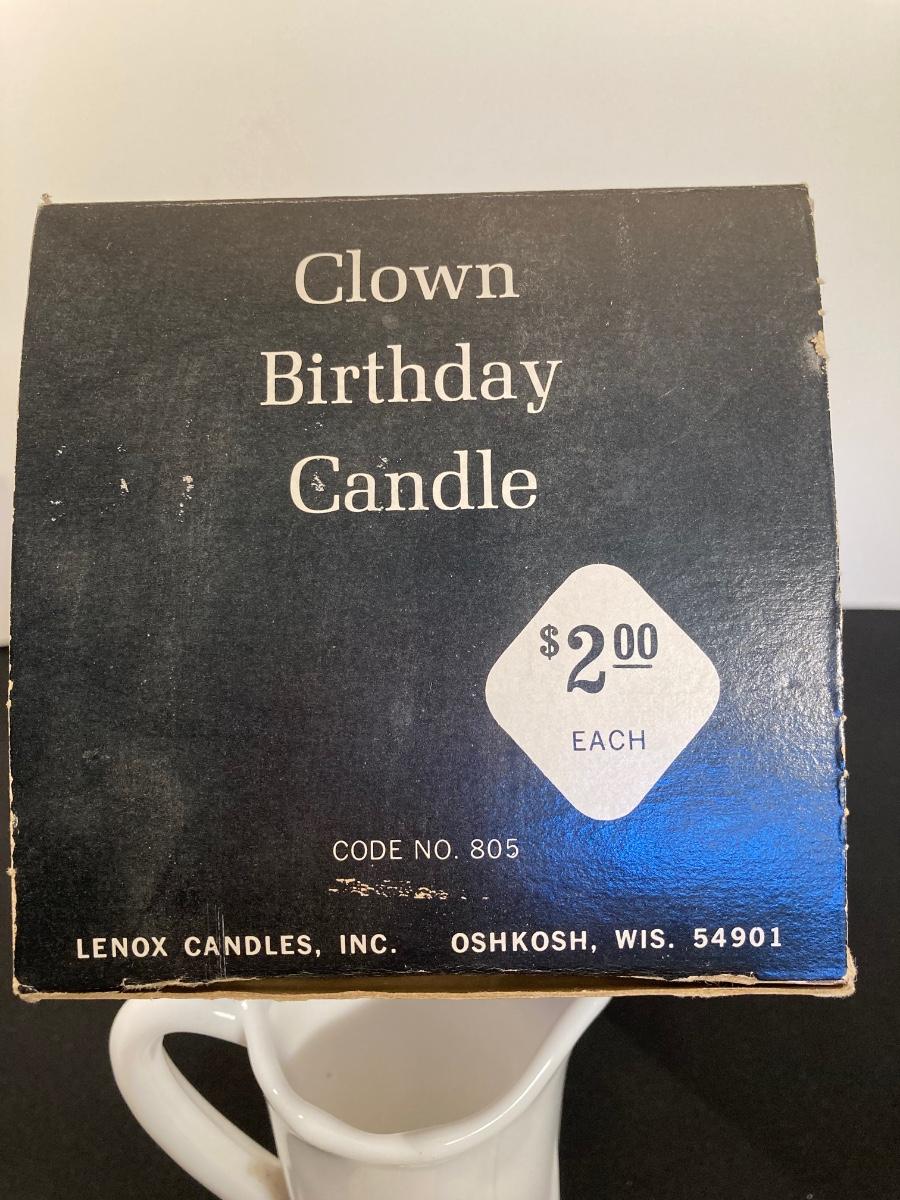 Clown
Birthday
Candle
$2.00
EACH
CODE NO. 805
LENOX CANDLES, INC. OSHKOSH, WIS. 54901